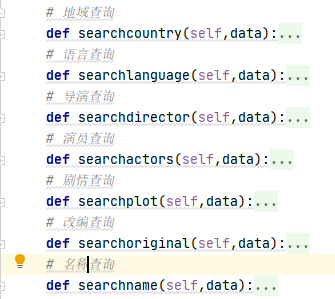 # 地域查询
def searchcountry(self,data):...
# 语言查询
def searchlanguage(self,data):...
# 导演查询
def searchdirector(self,data):...
# 演员查询
def searchactors(self,data):...
# 剧情查询
def searchplot(self,data):...
# 改编查询
def searchoriginal(self,data):...
# 名称查询
def searchname(self,data):...